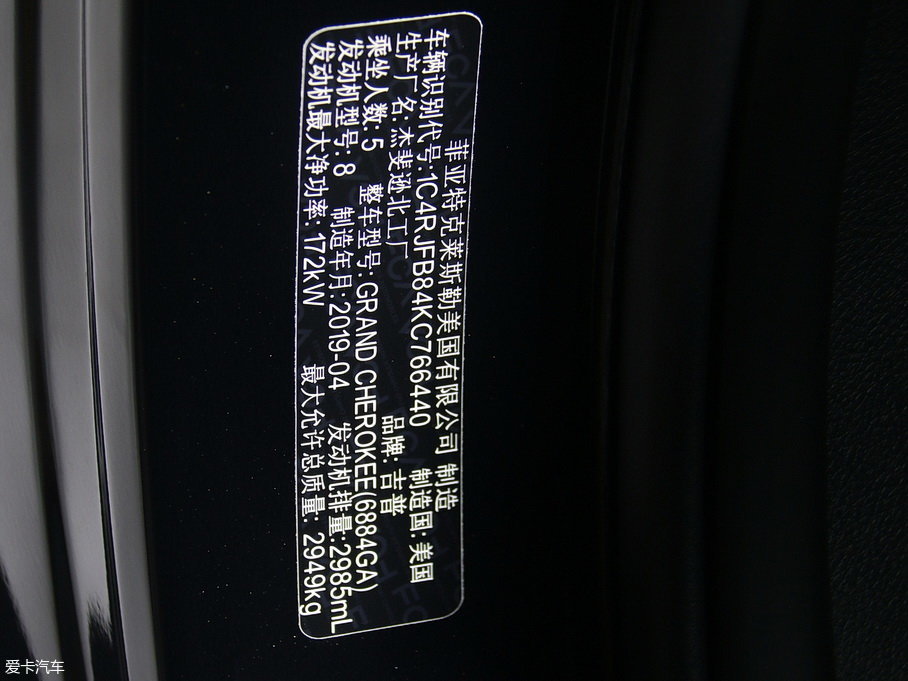 菲亚特克莱斯勒美国有限公司 制造
车辆识别代号:1C4RJFB84KC766440 制造国: 美国
生产厂名:杰斐逊北工厂 品牌: 吉普
乘坐人数: 5 整车型号: GRAND CHEROKEE(6884GA)
发动机型号: 8 制造年月: 2019-04 发动机排量:2985mL
发动机最大净功率: 172kW 最大允许总质量: 2949kg
爱卡汽车